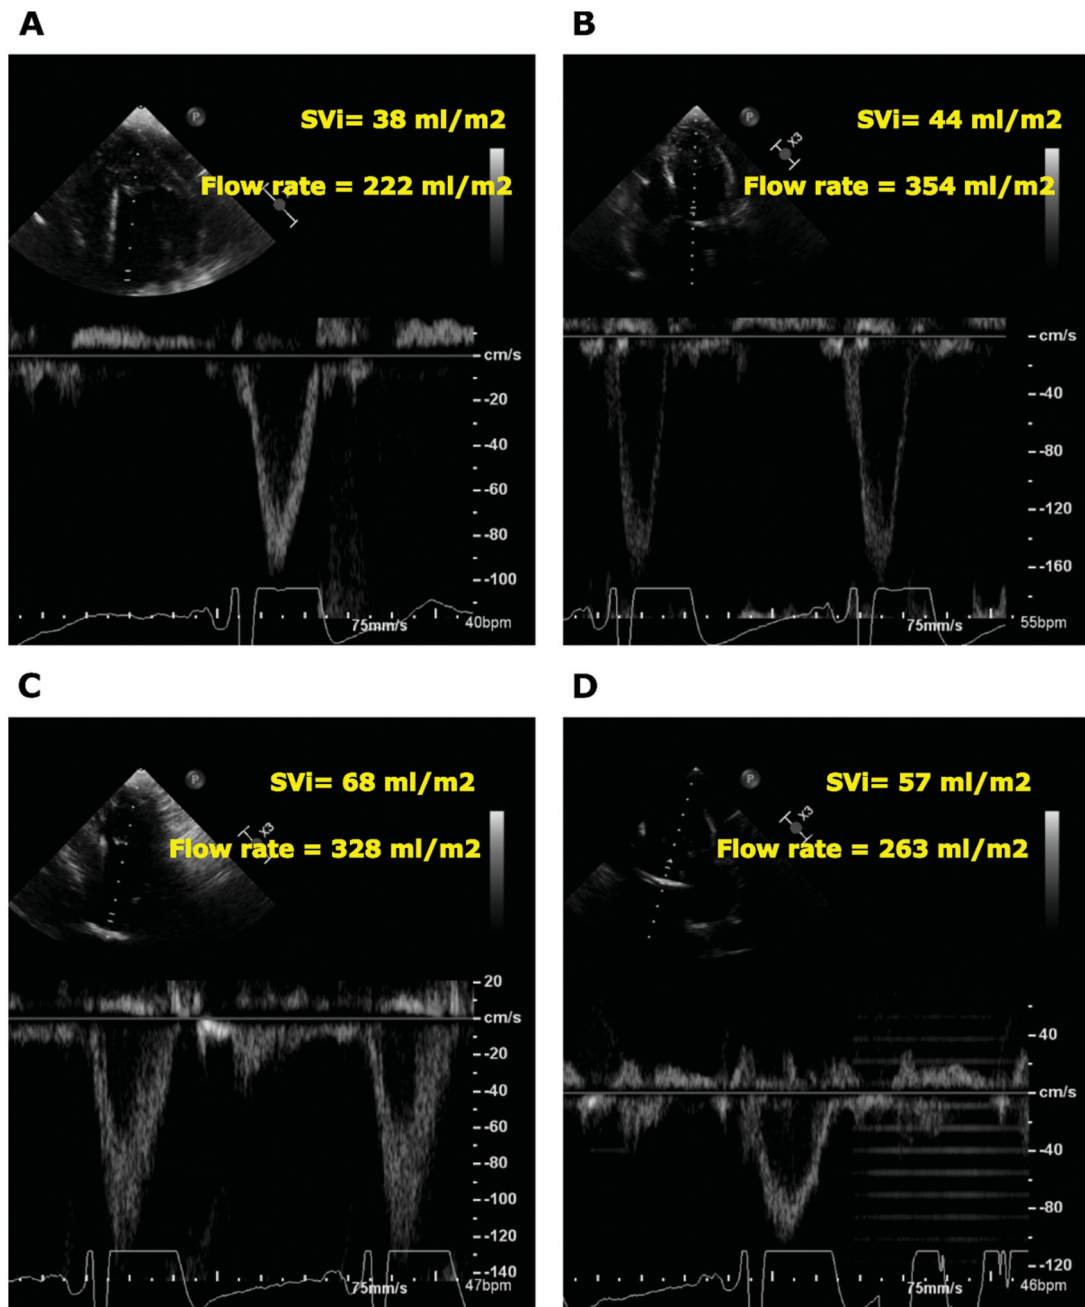 A
P
SVi= 38 ml/m2
Flow rate = 222 ml/m2
cm/s
-20
-40
-60
-80
-100
75mm/s
40bpm
B
P
X3
SVi= 44 ml/m2
Flow rate = 354 ml/m2
cm/s
-40
-80
-120
-160
75mm/s
55bpm
C
P
X3
SVi= 68 ml/m2
Flow rate = 328 ml/m2
20
cm/s
-20
-40
-60
-80
-100
-120
-140
75mm/s
47bpm
D
P
X3
SVi= 57 ml/m2
Flow rate = 263 ml/m2
40
cm/s
-40
-80
-120
75mm/s
46bpm